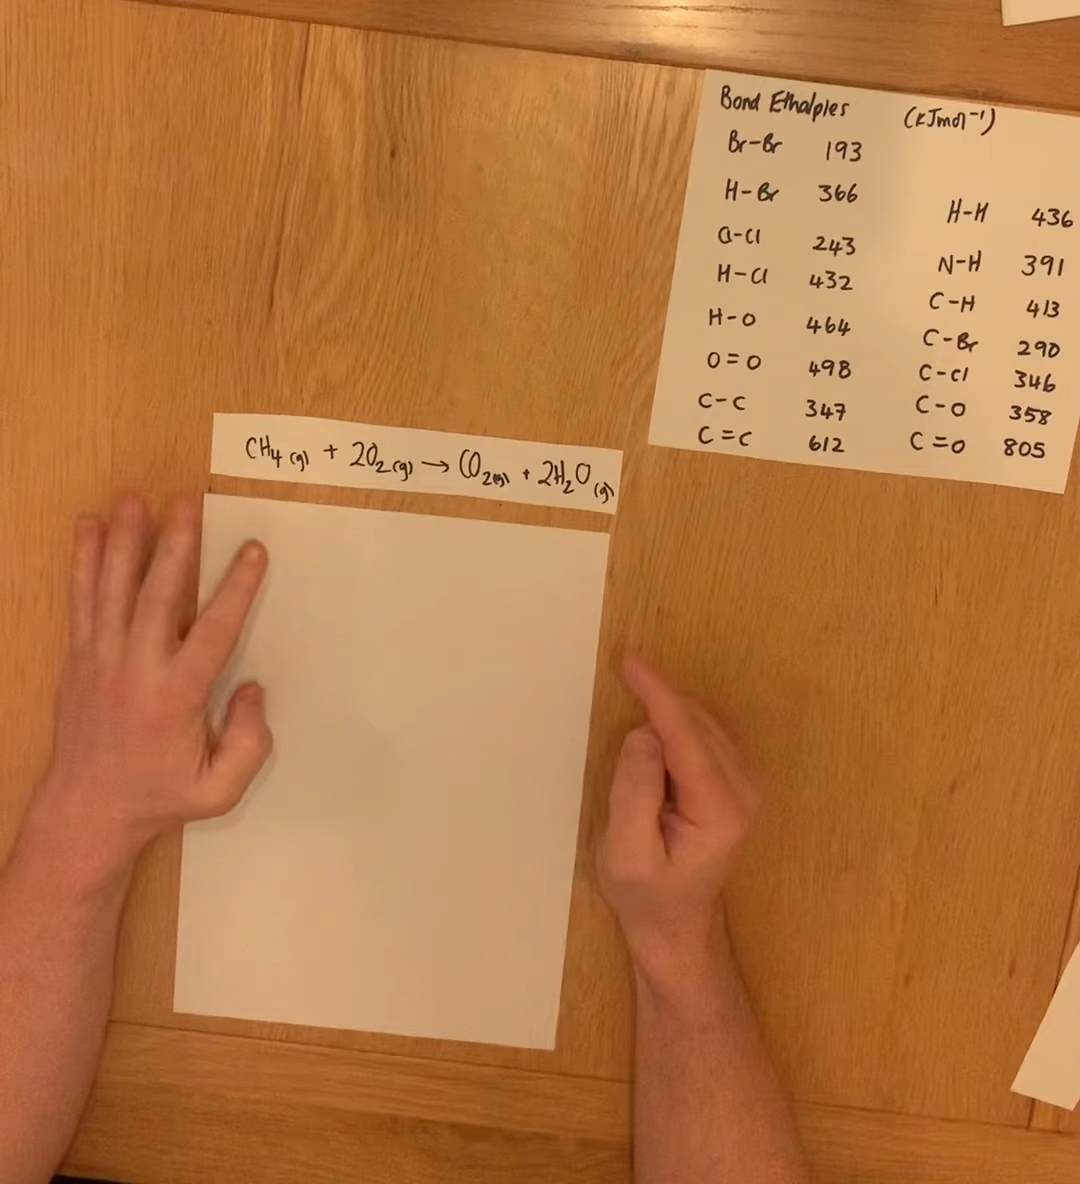 Bond Ethalpies (kJmol⁻¹)
Br-Br 193
H-Br 366
Cl-Cl 243
H-Cl 432
H-O 464
O=O 498
C-C 347
C=C 612
H-H 436
N-H 391
C-H 413
C-Br 290
C-Cl 346
C-O 358
C=O 805
CH₄(g) + 2O₂(g) → CO₂(g) + 2H₂O(g)